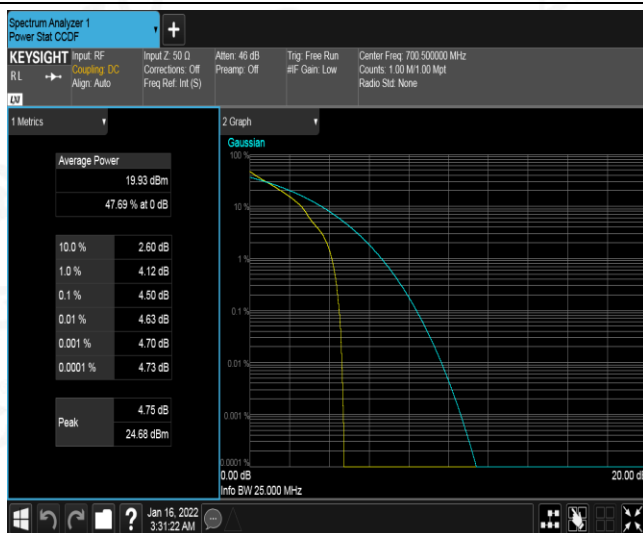 Spectrum Analyzer 1
Power Stat CCDF
+
KEYSIGHT
RL
LXI
Input: RF
Coupling: DC
Align: Auto
Input Z: 50 Ω
Corrections: Off
Freq Ref: Int (S)
Atten: 46 dB
Preamp: Off
Trig: Free Run
#IF Gain: Low
Center Freq: 700.500000 MHz
Counts: 1.00 M/1.00 Mpt
Radio Std: None
1 Metrics
Average Power
19.93 dBm
47.69 % at 0 dB
10.0 % 2.60 dB
1.0 % 4.12 dB
0.1 % 4.50 dB
0.01 % 4.63 dB
0.001 % 4.70 dB
0.0001 % 4.73 dB
Peak
4.75 dB
24.68 dBm
2 Graph
Gaussian
100 %
10 %
1 %
0.1 %
0.01 %
0.001 %
0.0001 %
0.00 dB 20.00 dB
Info BW 25.000 MHz
?
Jan 16, 2022
3:31:22 AM